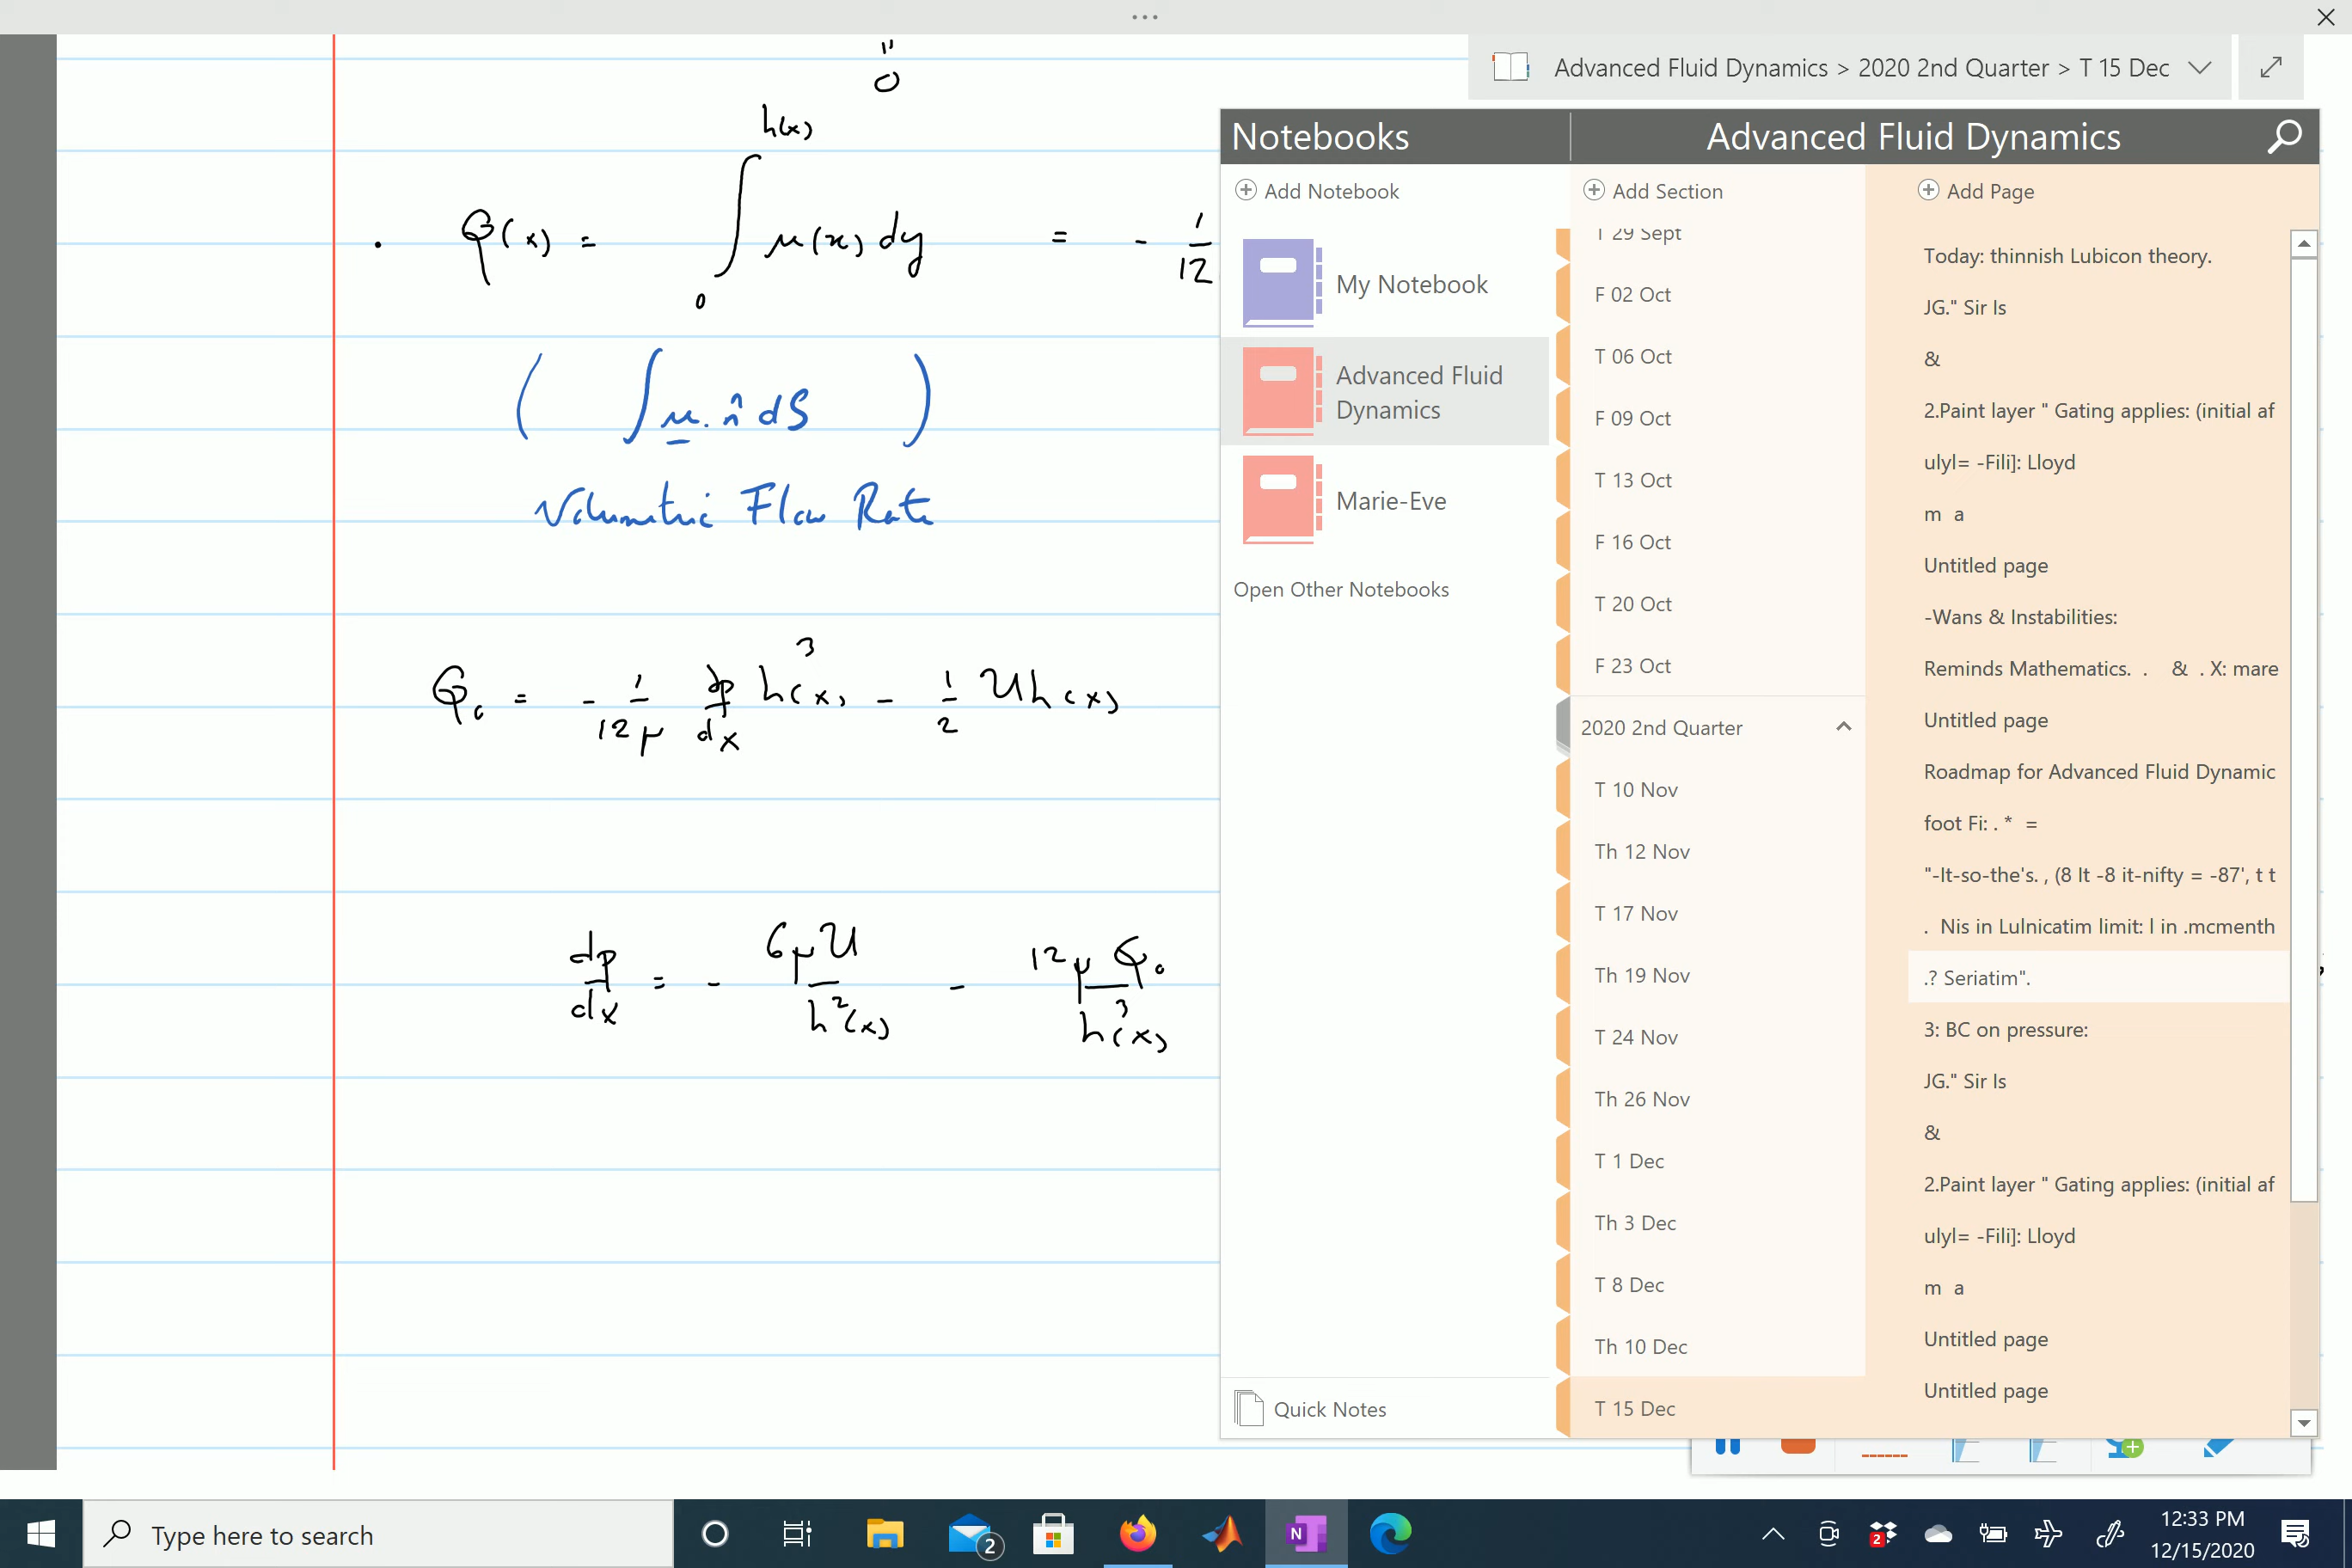 Advanced Fluid Dynamics > 2020 2nd Quarter > T 15 Dec
"
0
h(x)
. Q(x) = ∫ u(x) dy = - 1/12
0
( ∫ u . n̂ dS )
Volumetric Flow Rate
Q₀ = - 1/12μ dp/dx h³(x) - 1/2 U h(x)
dp/dx = - 6μU/h²(x) - 12μQ₀/h³(x)
Notebooks
Add Notebook
My Notebook
Advanced Fluid
Dynamics
Marie-Eve
Open Other Notebooks
Quick Notes
Advanced Fluid Dynamics
Add Section
T 29 Sept
F 02 Oct
T 06 Oct
F 09 Oct
T 13 Oct
F 16 Oct
T 20 Oct
F 23 Oct
2020 2nd Quarter
T 10 Nov
Th 12 Nov
T 17 Nov
Th 19 Nov
T 24 Nov
Th 26 Nov
T 1 Dec
Th 3 Dec
T 8 Dec
Th 10 Dec
T 15 Dec
Add Page
Today: thinnish Lubicon theory.
JG." Sir Is
&
2.Paint layer " Gating applies: (initial af
ulyl= -Fili]: Lloyd
m a
Untitled page
-Wans & Instabilities:
Reminds Mathematics. . & . X: mare
Untitled page
Roadmap for Advanced Fluid Dynamic
foot Fi: . * =
"-It-so-the's. , (8 lt -8 it-nifty = -87', t t
. Nis in Lulnicatim limit: l in .mcmenth
.? Seriatim".
3: BC on pressure:
JG." Sir Is
&
2.Paint layer " Gating applies: (initial af
ulyl= -Fili]: Lloyd
m a
Untitled page
Untitled page
Type here to search
2
N
2
12:33 PM
12/15/2020